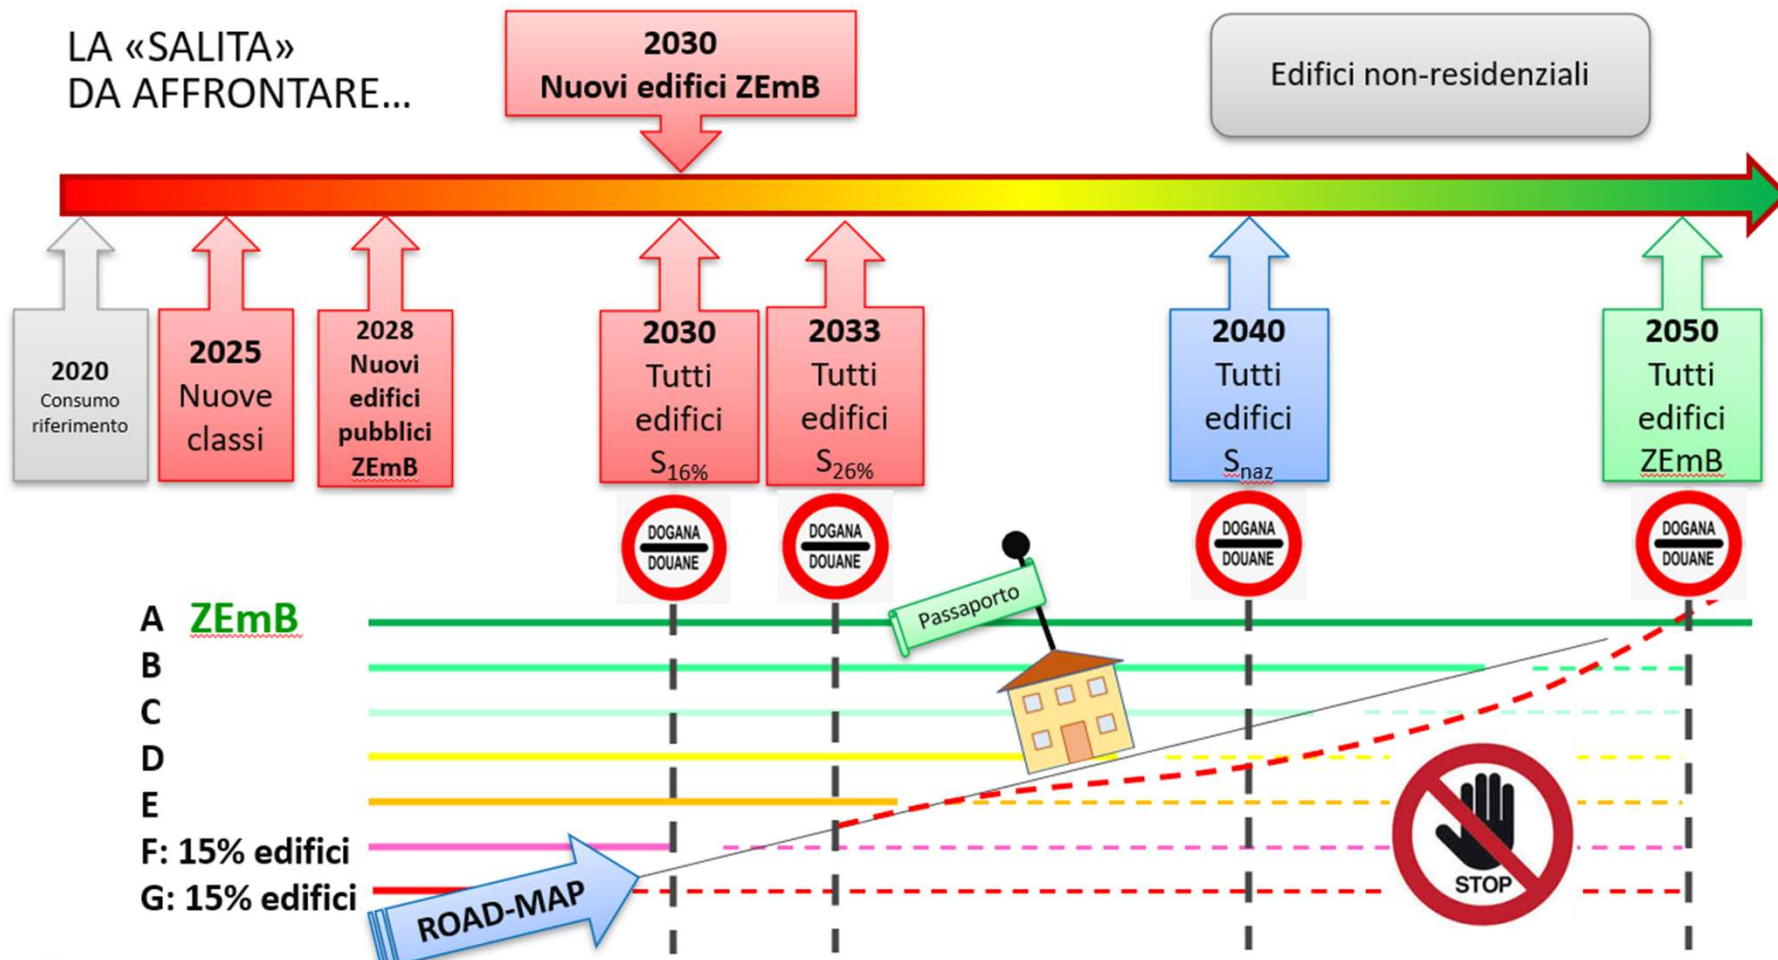 LA «SALITA»
DA AFFRONTARE...
2030
Nuovi edifici ZEmB
Edifici non-residenziali
2020
Consumo
riferimento
2025
Nuove
classi
2028
Nuovi
edifici
pubblici
ZEmB
2030
Tutti
edifici
S16%
2033
Tutti
edifici
S26%
2040
Tutti
edifici
Snaz
2050
Tutti
edifici
ZEmB
DOGANA
DOUANE
DOGANA
DOUANE
DOGANA
DOUANE
DOGANA
DOUANE
Passaporto
A ZEmB
B
C
D
E
F: 15% edifici
G: 15% edifici
ROAD-MAP
STOP